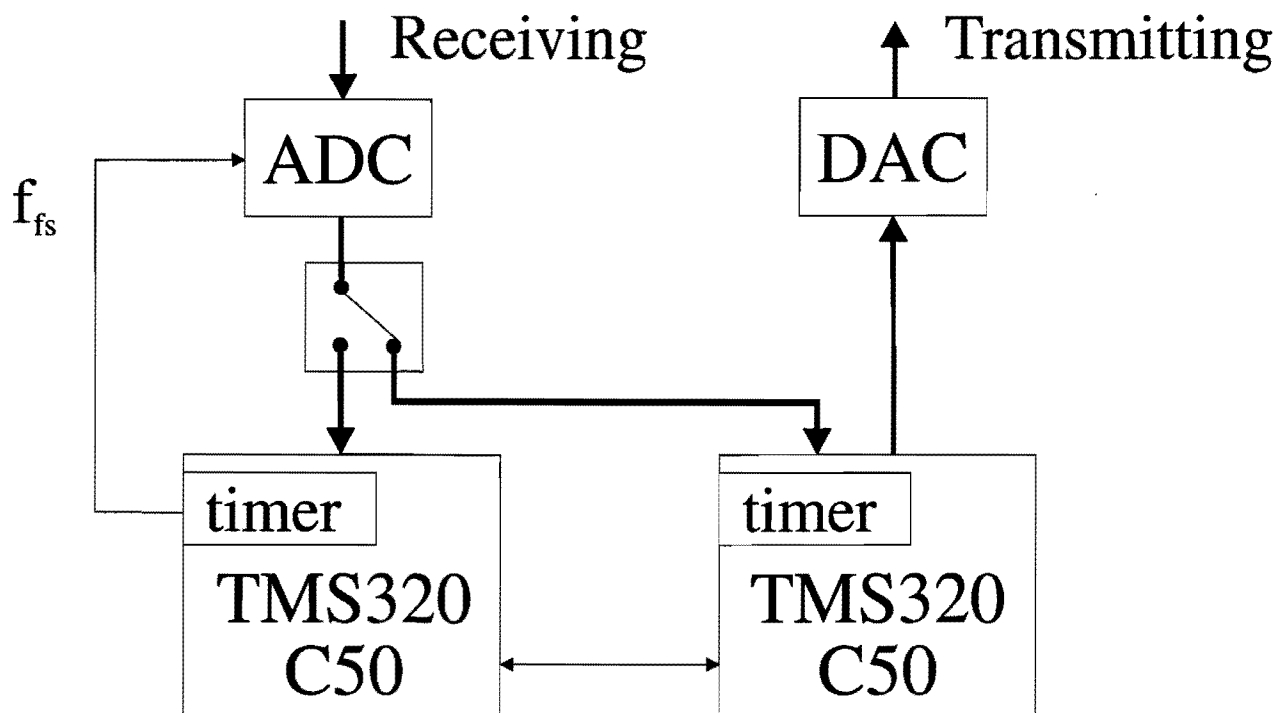 Receiving
Transmitting
ADC
DAC
f_fs
timer
timer
TMS320
C50
TMS320
C50